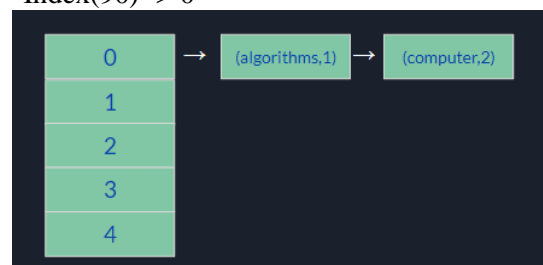 Index(90) -> 0
0 → (algorithms,1) → (computer,2)
1
2
3
4